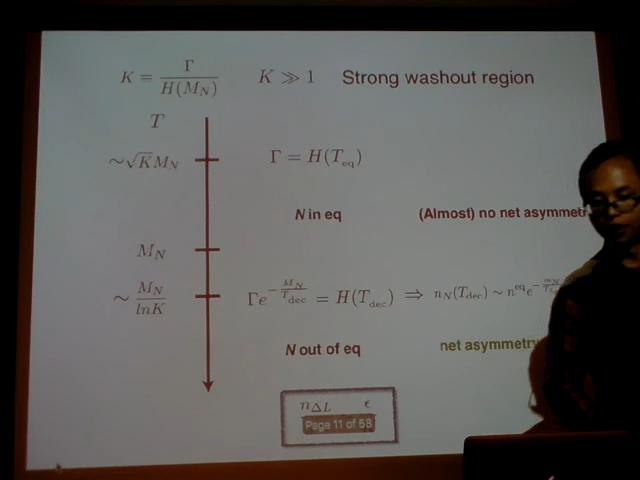 K = Γ / H(M_N) K ≫ 1 Strong washout region
T
~√K M_N Γ = H(T_eq)
N in eq (Almost) no net asymmetr
M_N
~ M_N / lnK Γe^{-M_N/T_dec} = H(T_dec) ⇒ n_N(T_dec) ~ n^{eq}e
N out of eq net asymmetry
n_ΔL ϵ
Page 11 of 58